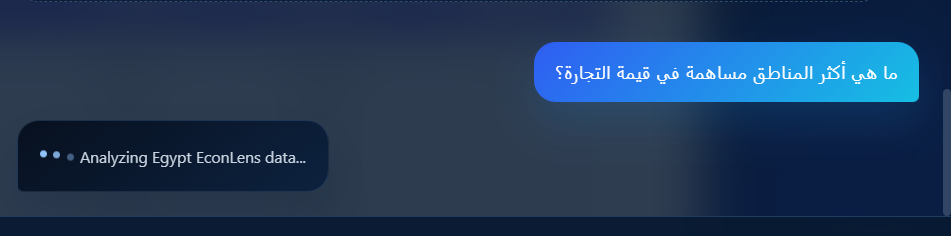 ما هي أكثر المناطق مساهمة في قيمة التجارة؟
Analyzing Egypt EconLens data...